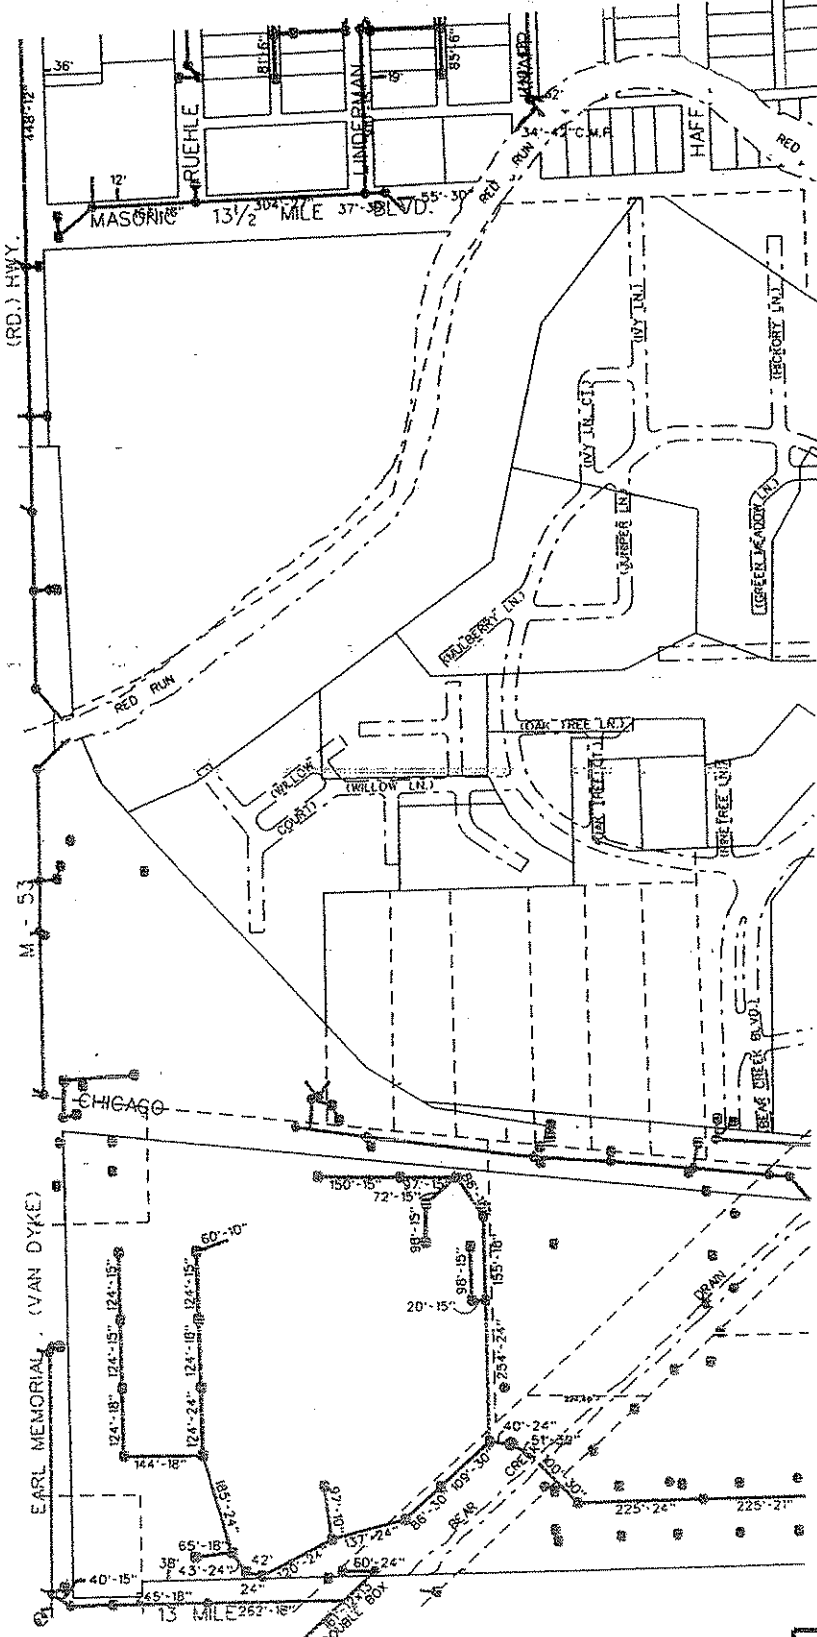 36'
448'-12"
81'-6"
19'
85'-6"
RUEHLE
LINDERMAN
HAFF
34'-42"C.M.P.
RED RUN
RED
12'
MASONIC 13½ MILE BLVD.
304'-27"
55'-30"
(RD.) HWY.
(IVY LN.)
(HICKORY LN.)
(IVY LN. CT.)
(JUNIPER LN.)
(GREEN MEADOW LN.)
(MULBERRY LN.)
RED RUN
(OAK TREE LN.)
(WILLOW
COURT)
(WILLOW LN.)
M - 53
CHICAGO
BEAR CREEK BLVD.
150'-15"
97'-15"
72'-15"
98'-15"
98'-15"
155'-18"
20'-15"
254'-24"
60'-10"
124'-15"
124'-15"
124'-15"
124'-18"
124'-18"
124'-24"
144'-18"
185'-24"
EARL MEMORIAL . (VAN DYKE)
DRAIN
CREEK
BEAR
40'-24"
100'-30"
109'-30"
86'-30"
97'-10"
137'-24"
225'-24"
225'-21"
65'-18"
38'
43'-24"
42'
24"
60'-24"
40'-15"
13 MILE
262'-18"
DOUBLE BOX